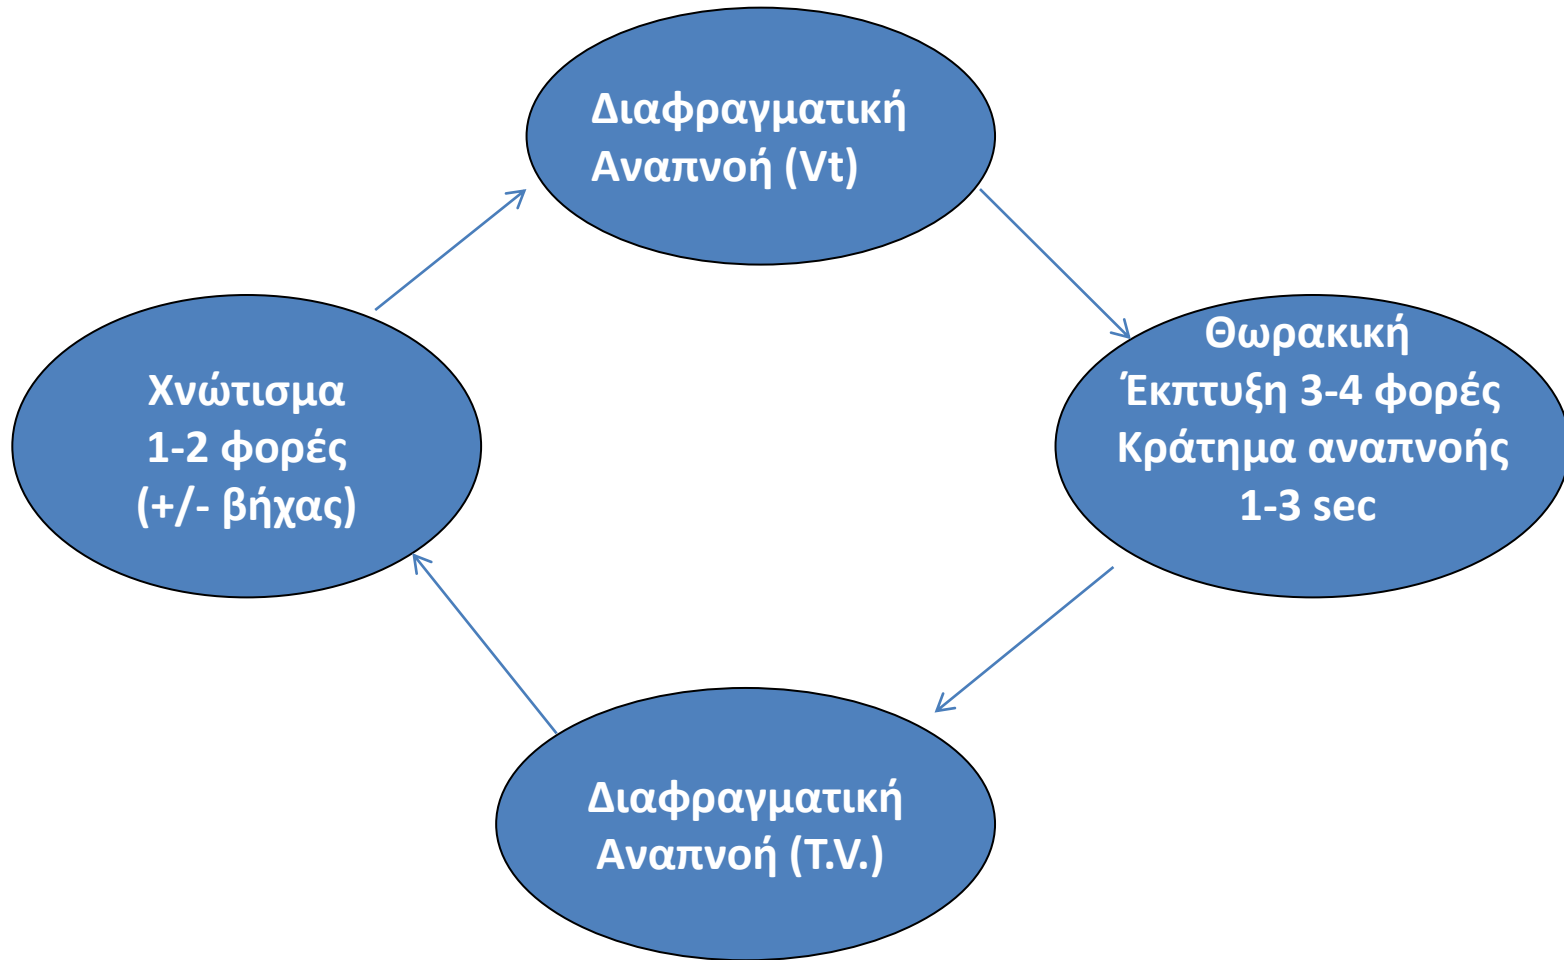 Διαφραγματική
Αναπνοή (Vt)
Θωρακική
Έκπτυξη 3-4 φορές
Κράτημα αναπνοής
1-3 sec
Χνώτισμα
1-2 φορές
(+/- βήχας)
Διαφραγματική
Αναπνοή (T.V.)